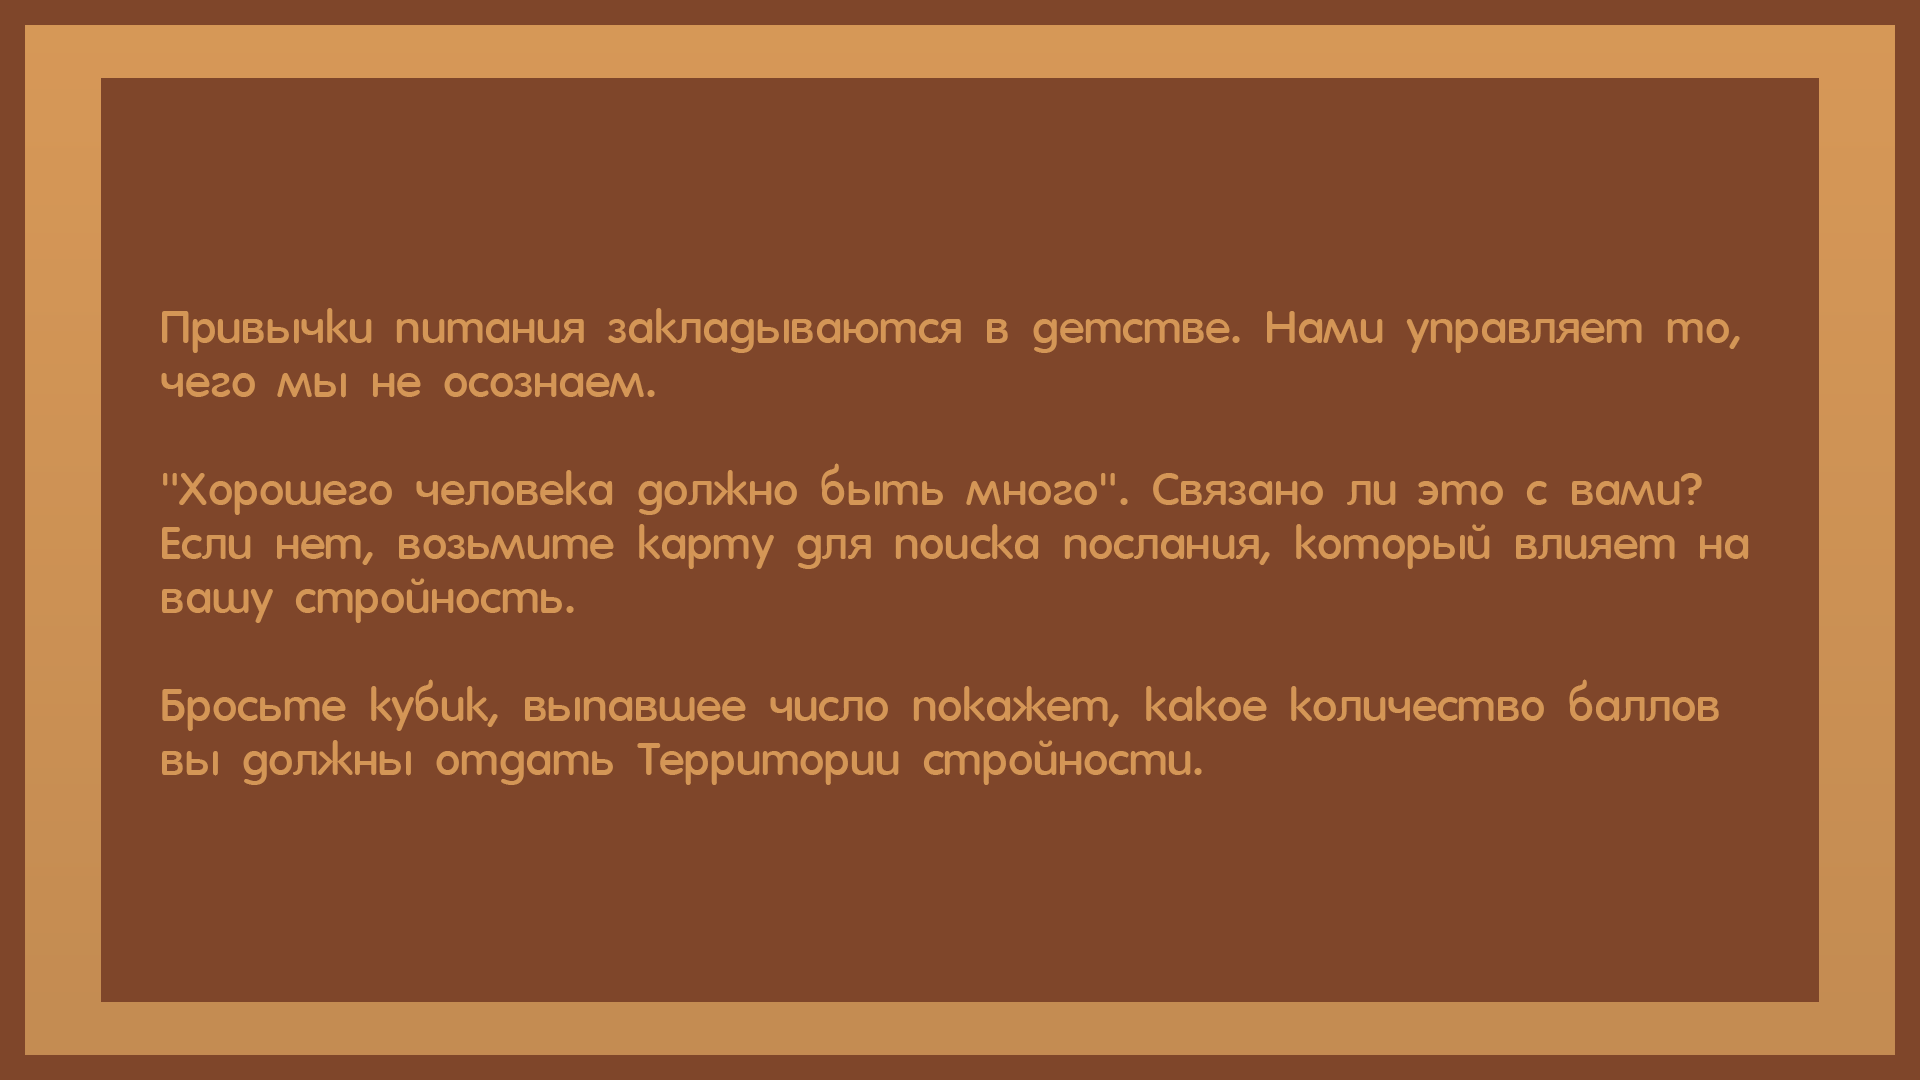 Привычки питания закладываются в детстве. Нами управляет то,
чего мы не осознаем.
"Хорошего человека должно быть много". Связано ли это с вами?
Если нет, возьмите карту для поиска послания, который влияет на
вашу стройность.
Бросьте кубик, выпавшее число покажет, какое количество баллов
вы должны отдать Территории стройности.